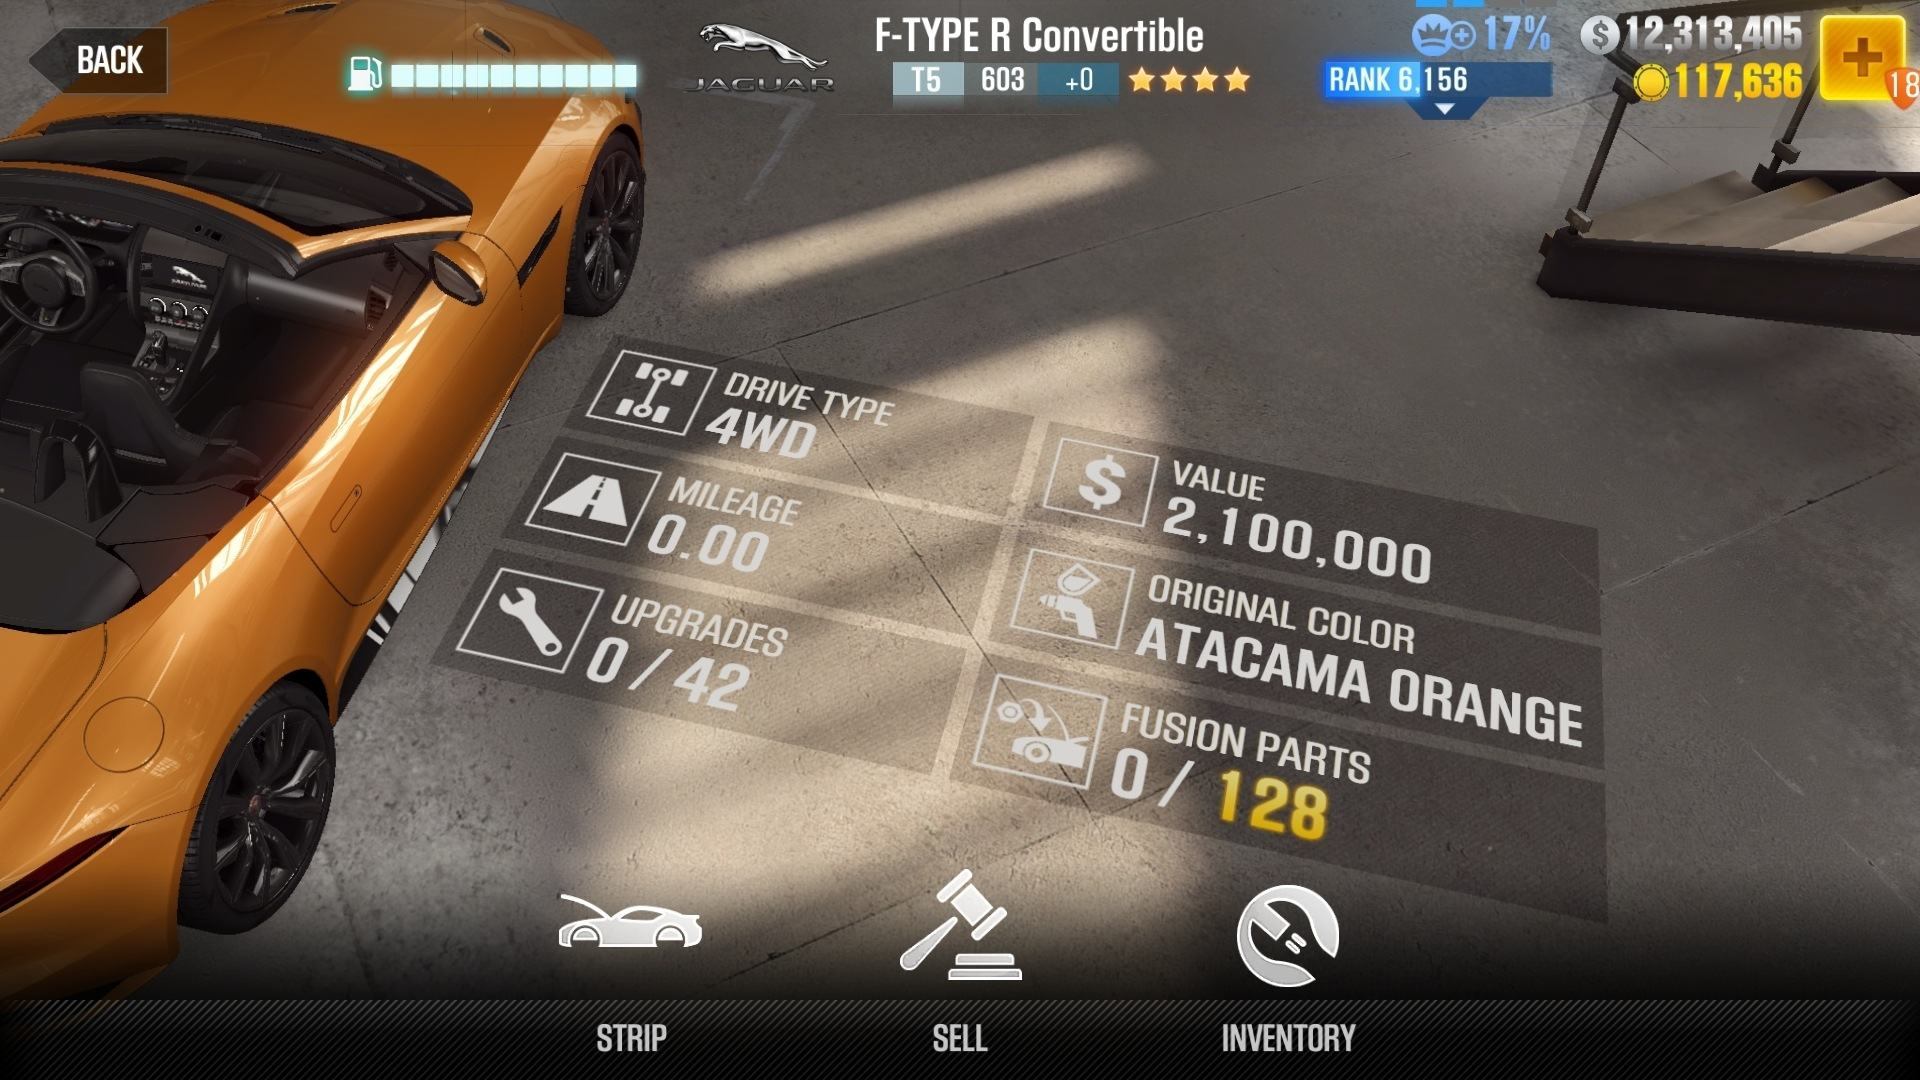 BACK
JAGUAR
F-TYPE R Convertible
T5 603 +0
17%
RANK 6,156
12,313,405
117,636
18
DRIVE TYPE
4WD
MILEAGE
0.00
UPGRADES
0 / 42
VALUE
2,100,000
ORIGINAL COLOR
ATACAMA ORANGE
FUSION PARTS
0 / 128
STRIP
SELL
INVENTORY